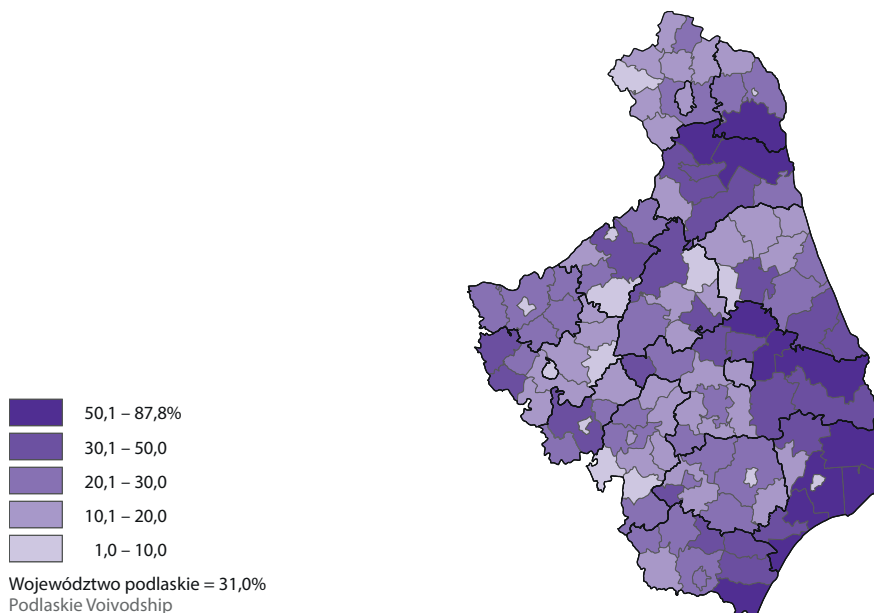 50,1 – 87,8%
30,1 – 50,0
20,1 – 30,0
10,1 – 20,0
1,0 – 10,0
Województwo podlaskie = 31,0%
Podlaskie Voivodship